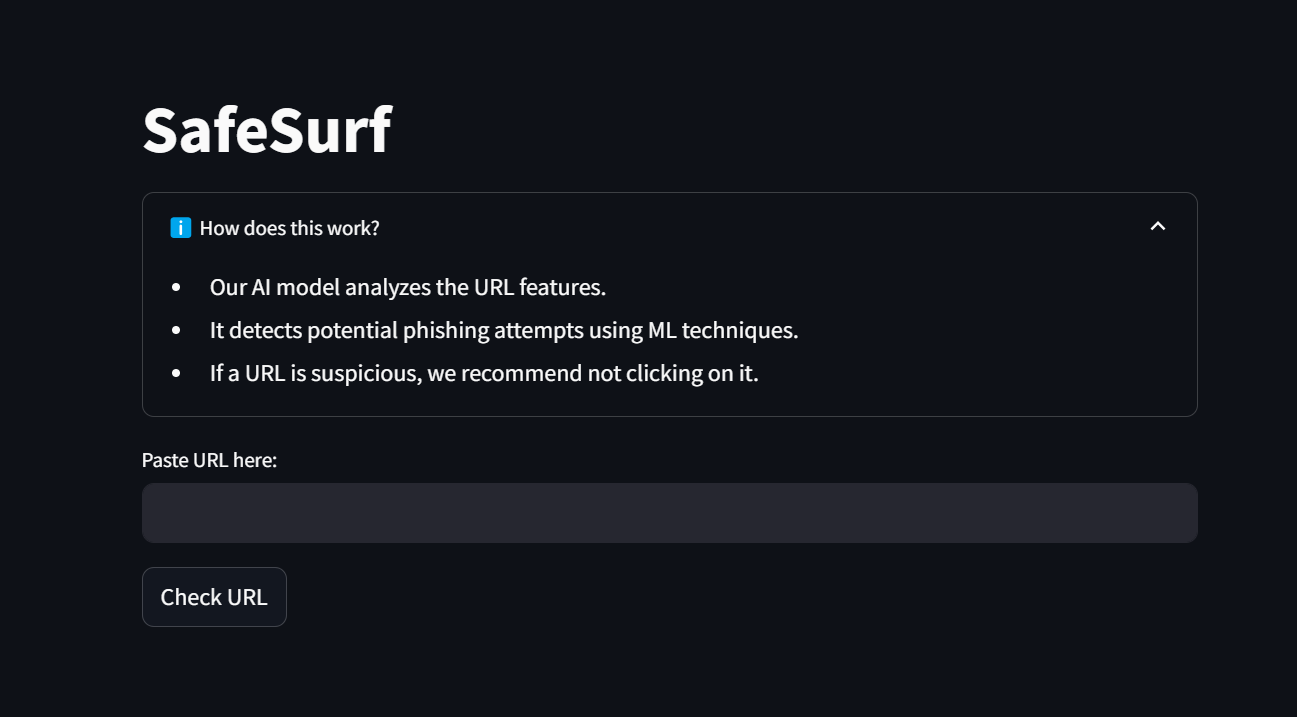 SafeSurf
ℹ️ How does this work?
• Our AI model analyzes the URL features.
• It detects potential phishing attempts using ML techniques.
• If a URL is suspicious, we recommend not clicking on it.
Paste URL here:
Check URL